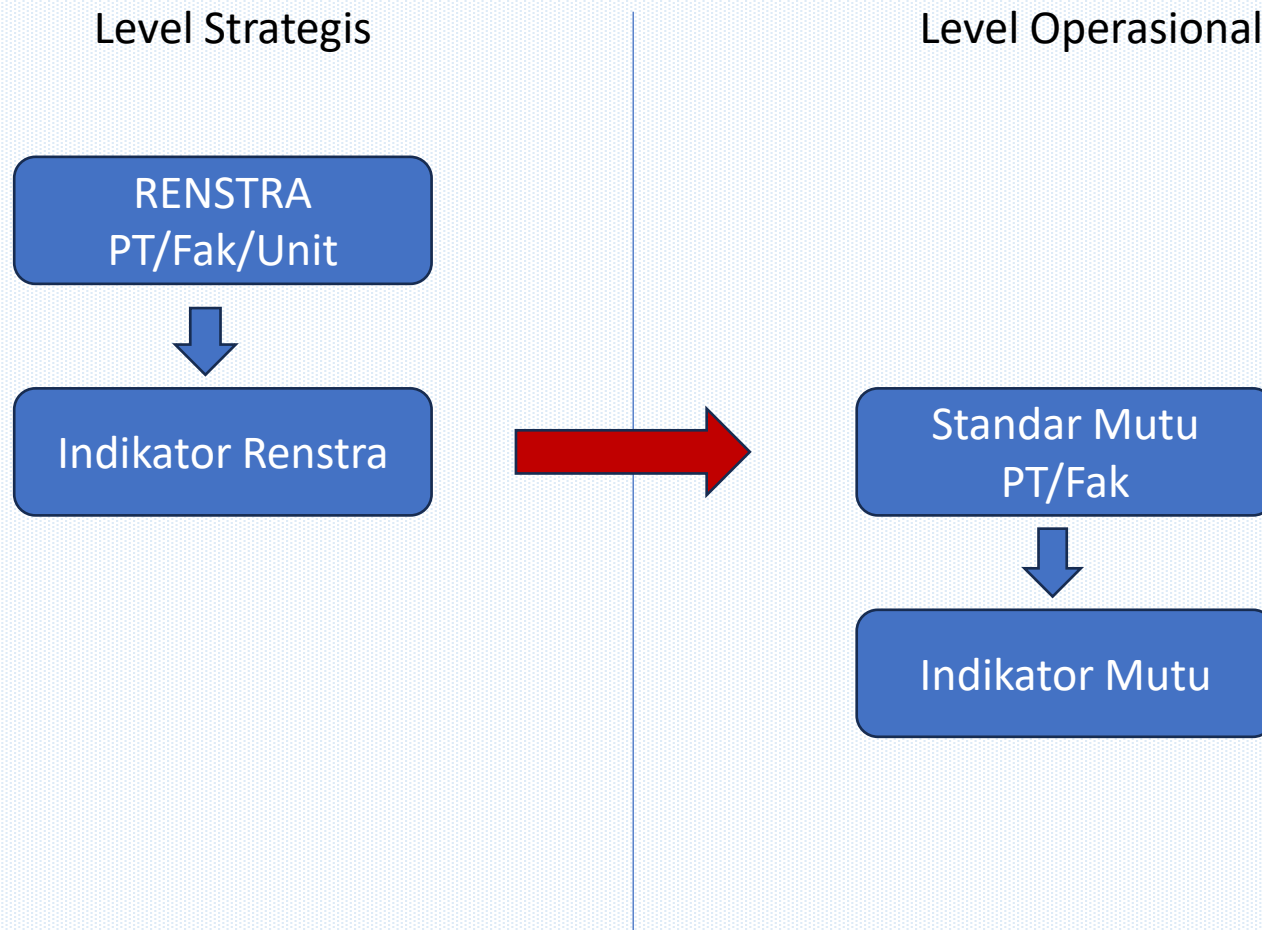 Level Strategis
RENSTRA
PT/Fak/Unit
Indikator Renstra
Level Operasional
Standar Mutu
PT/Fak
Indikator Mutu